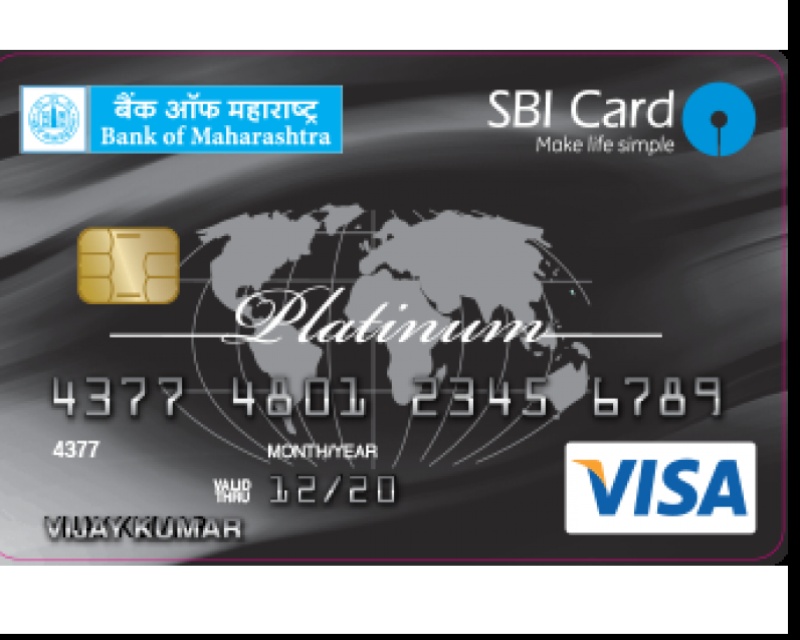 बैंक ऑफ महाराष्ट्र
Bank of Maharashtra
SBI Card
Make life simple
Platinum
4377 4801 2345 6789
4377
MONTH/YEAR
VALID THRU 12/20
VIJAY KUMAR
VISA